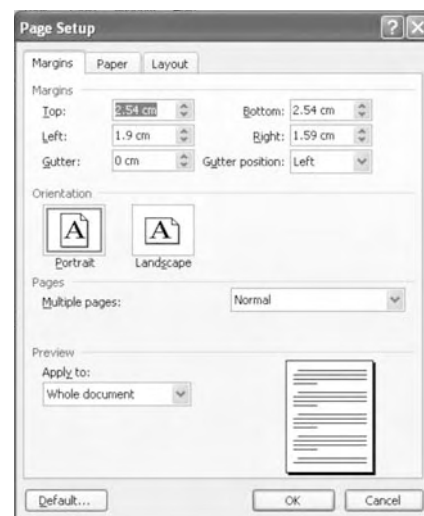 Page Setup
Margins Paper Layout
Margins
Top: 2.54 cm Bottom: 2.54 cm
Left: 1.9 cm Right: 1.59 cm
Gutter: 0 cm Gutter position: Left
Orientation
A A
Portrait Landscape
Pages
Multiple pages: Normal
Preview
Apply to:
Whole document
Default... OK Cancel